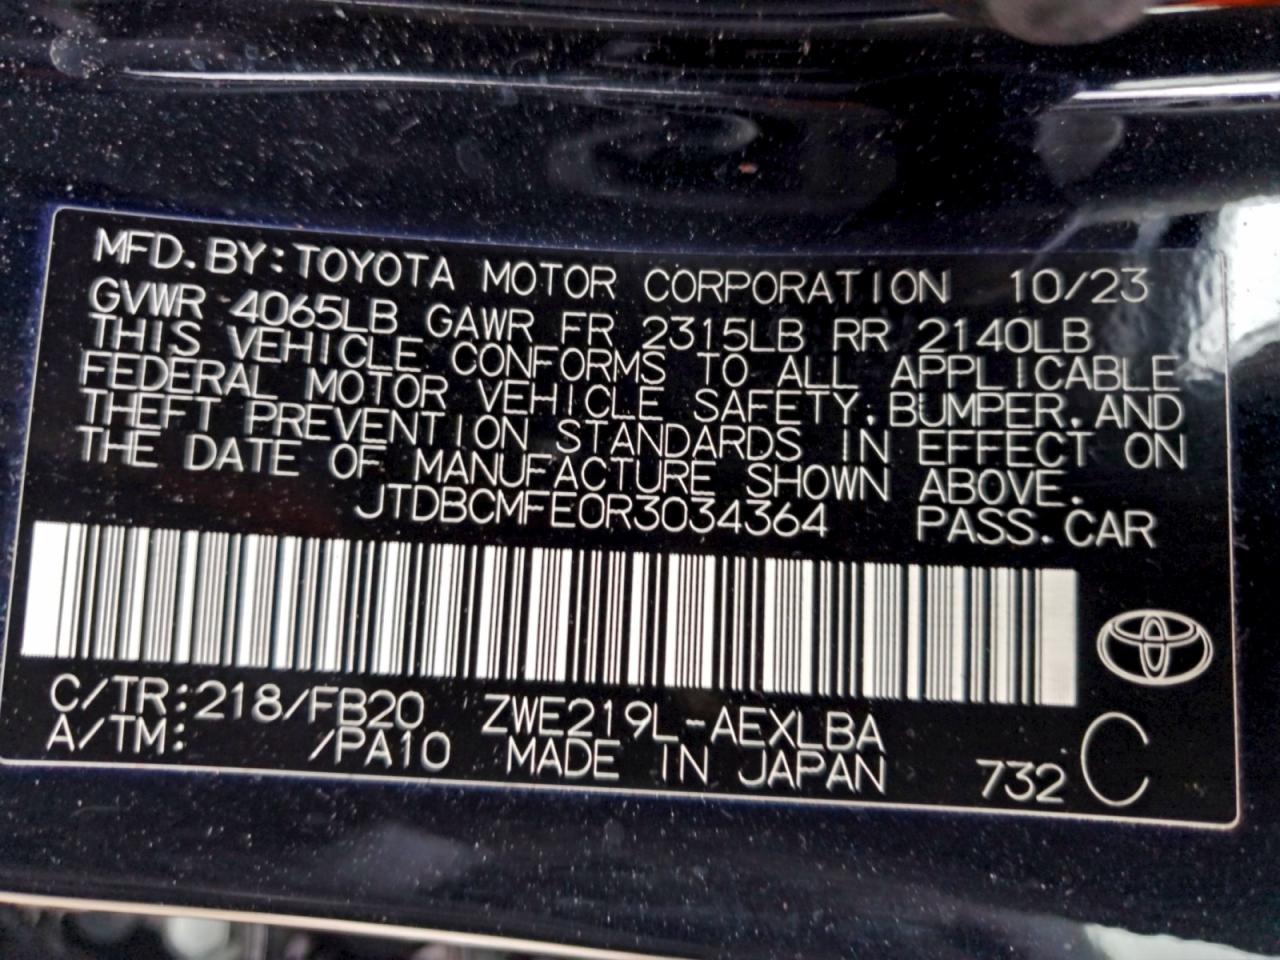 MFD. BY: TOYOTA MOTOR CORPORATION 10/23
GVWR 4065LB GAWR FR 2315LB RR 2140LB
THIS VEHICLE CONFORMS TO ALL APPLICABLE
FEDERAL MOTOR VEHICLE SAFETY, BUMPER, AND
THEFT PREVENTION STANDARDS IN EFFECT ON
THE DATE OF MANUFACTURE SHOWN ABOVE.
JTDBCMFE0R3034364 PASS. CAR
C/TR: 218/FB20 ZWE219L-AEXLBA
A/TM: /PA10 MADE IN JAPAN 732 C